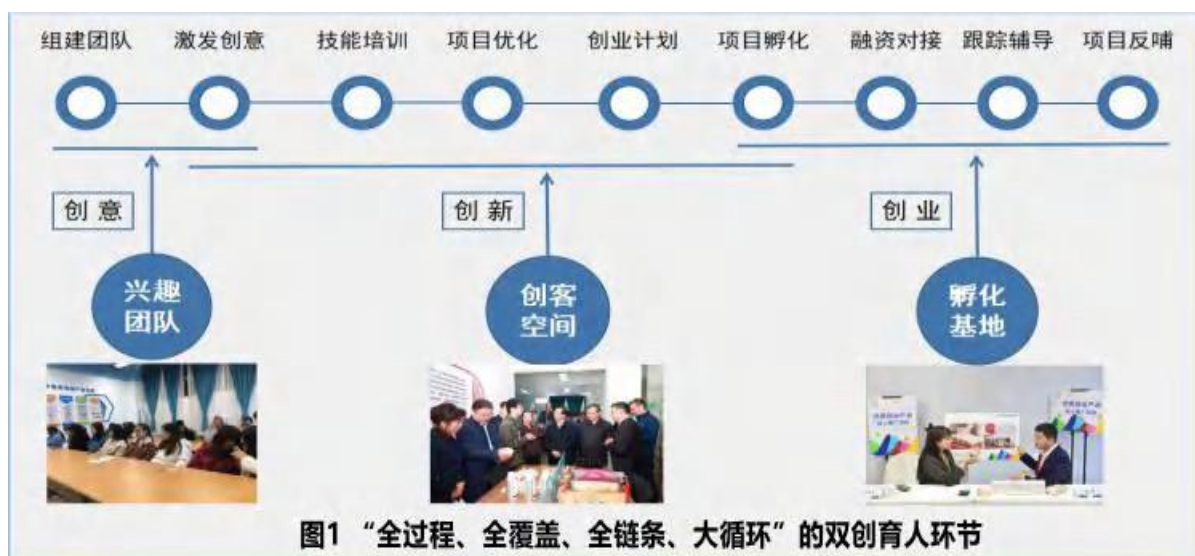 组建团队 激发创意 技能培训 项目优化 创业计划 项目孵化 融资对接 跟踪辅导 项目反哺
创意 创新 创业
兴趣
团队
创客
空间
孵化
基地
图1 “全过程、全覆盖、全链条、大循环”的双创育人环节